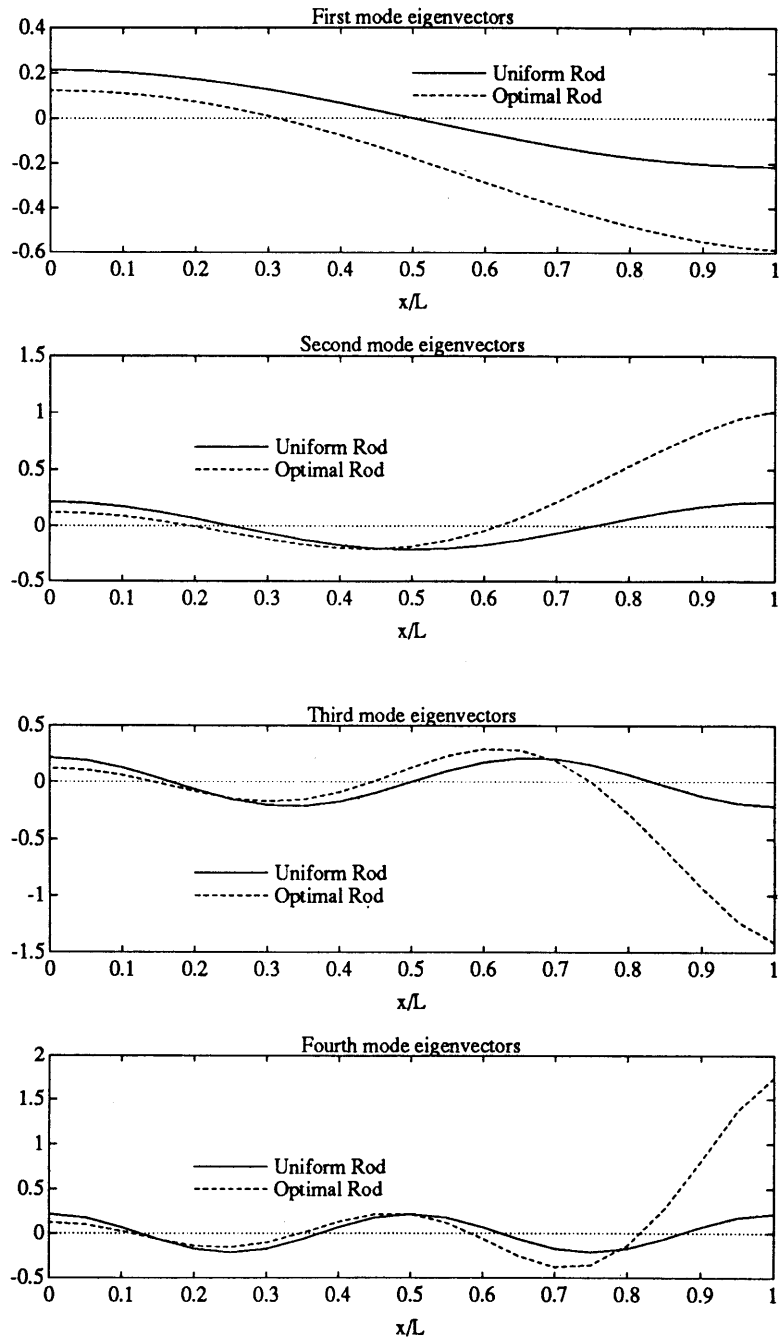 First mode eigenvectors
0.4
0.2
0
-0.2
-0.4
-0.6
Uniform Rod
Optimal Rod
0 0.1 0.2 0.3 0.4 0.5 0.6 0.7 0.8 0.9 1
x/L
Second mode eigenvectors
1.5
1
0.5
0
-0.5
Uniform Rod
Optimal Rod
0 0.1 0.2 0.3 0.4 0.5 0.6 0.7 0.8 0.9 1
x/L
Third mode eigenvectors
0.5
0
-0.5
-1
-1.5
Uniform Rod
Optimal Rod
0 0.1 0.2 0.3 0.4 0.5 0.6 0.7 0.8 0.9 1
x/L
Fourth mode eigenvectors
2
1.5
1
0.5
0
-0.5
Uniform Rod
Optimal Rod
0 0.1 0.2 0.3 0.4 0.5 0.6 0.7 0.8 0.9 1
x/L